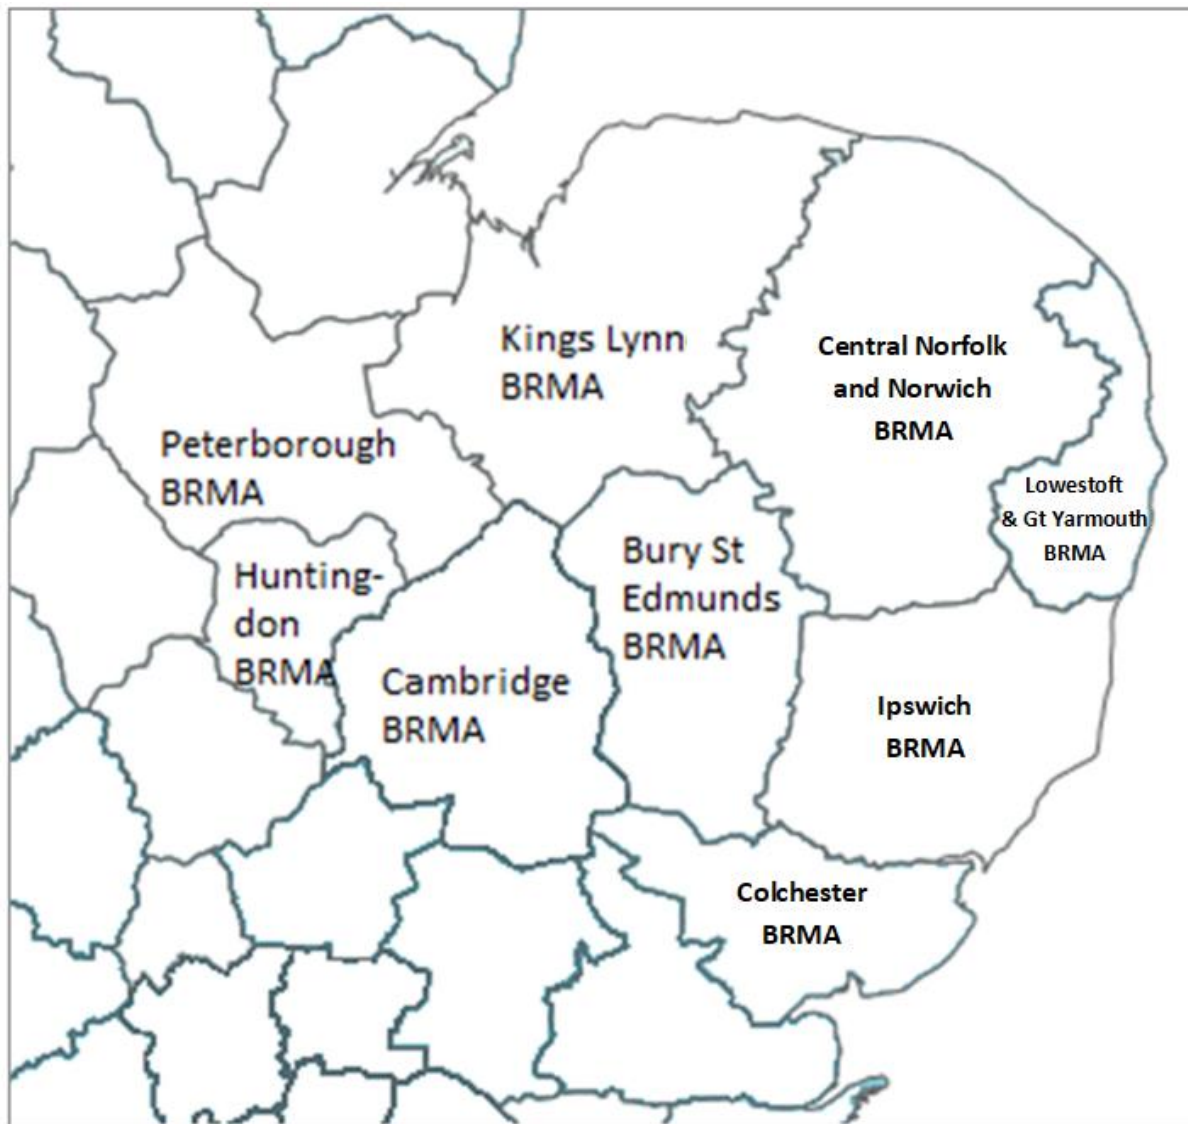 Kings Lynn
BRMA
Central Norfolk
and Norwich
BRMA
Peterborough
BRMA
Lowestoft
& Gt Yarmouth
BRMA
Hunting-
don
BRMA
Bury St
Edmunds
BRMA
Cambridge
BRMA
Ipswich
BRMA
Colchester
BRMA